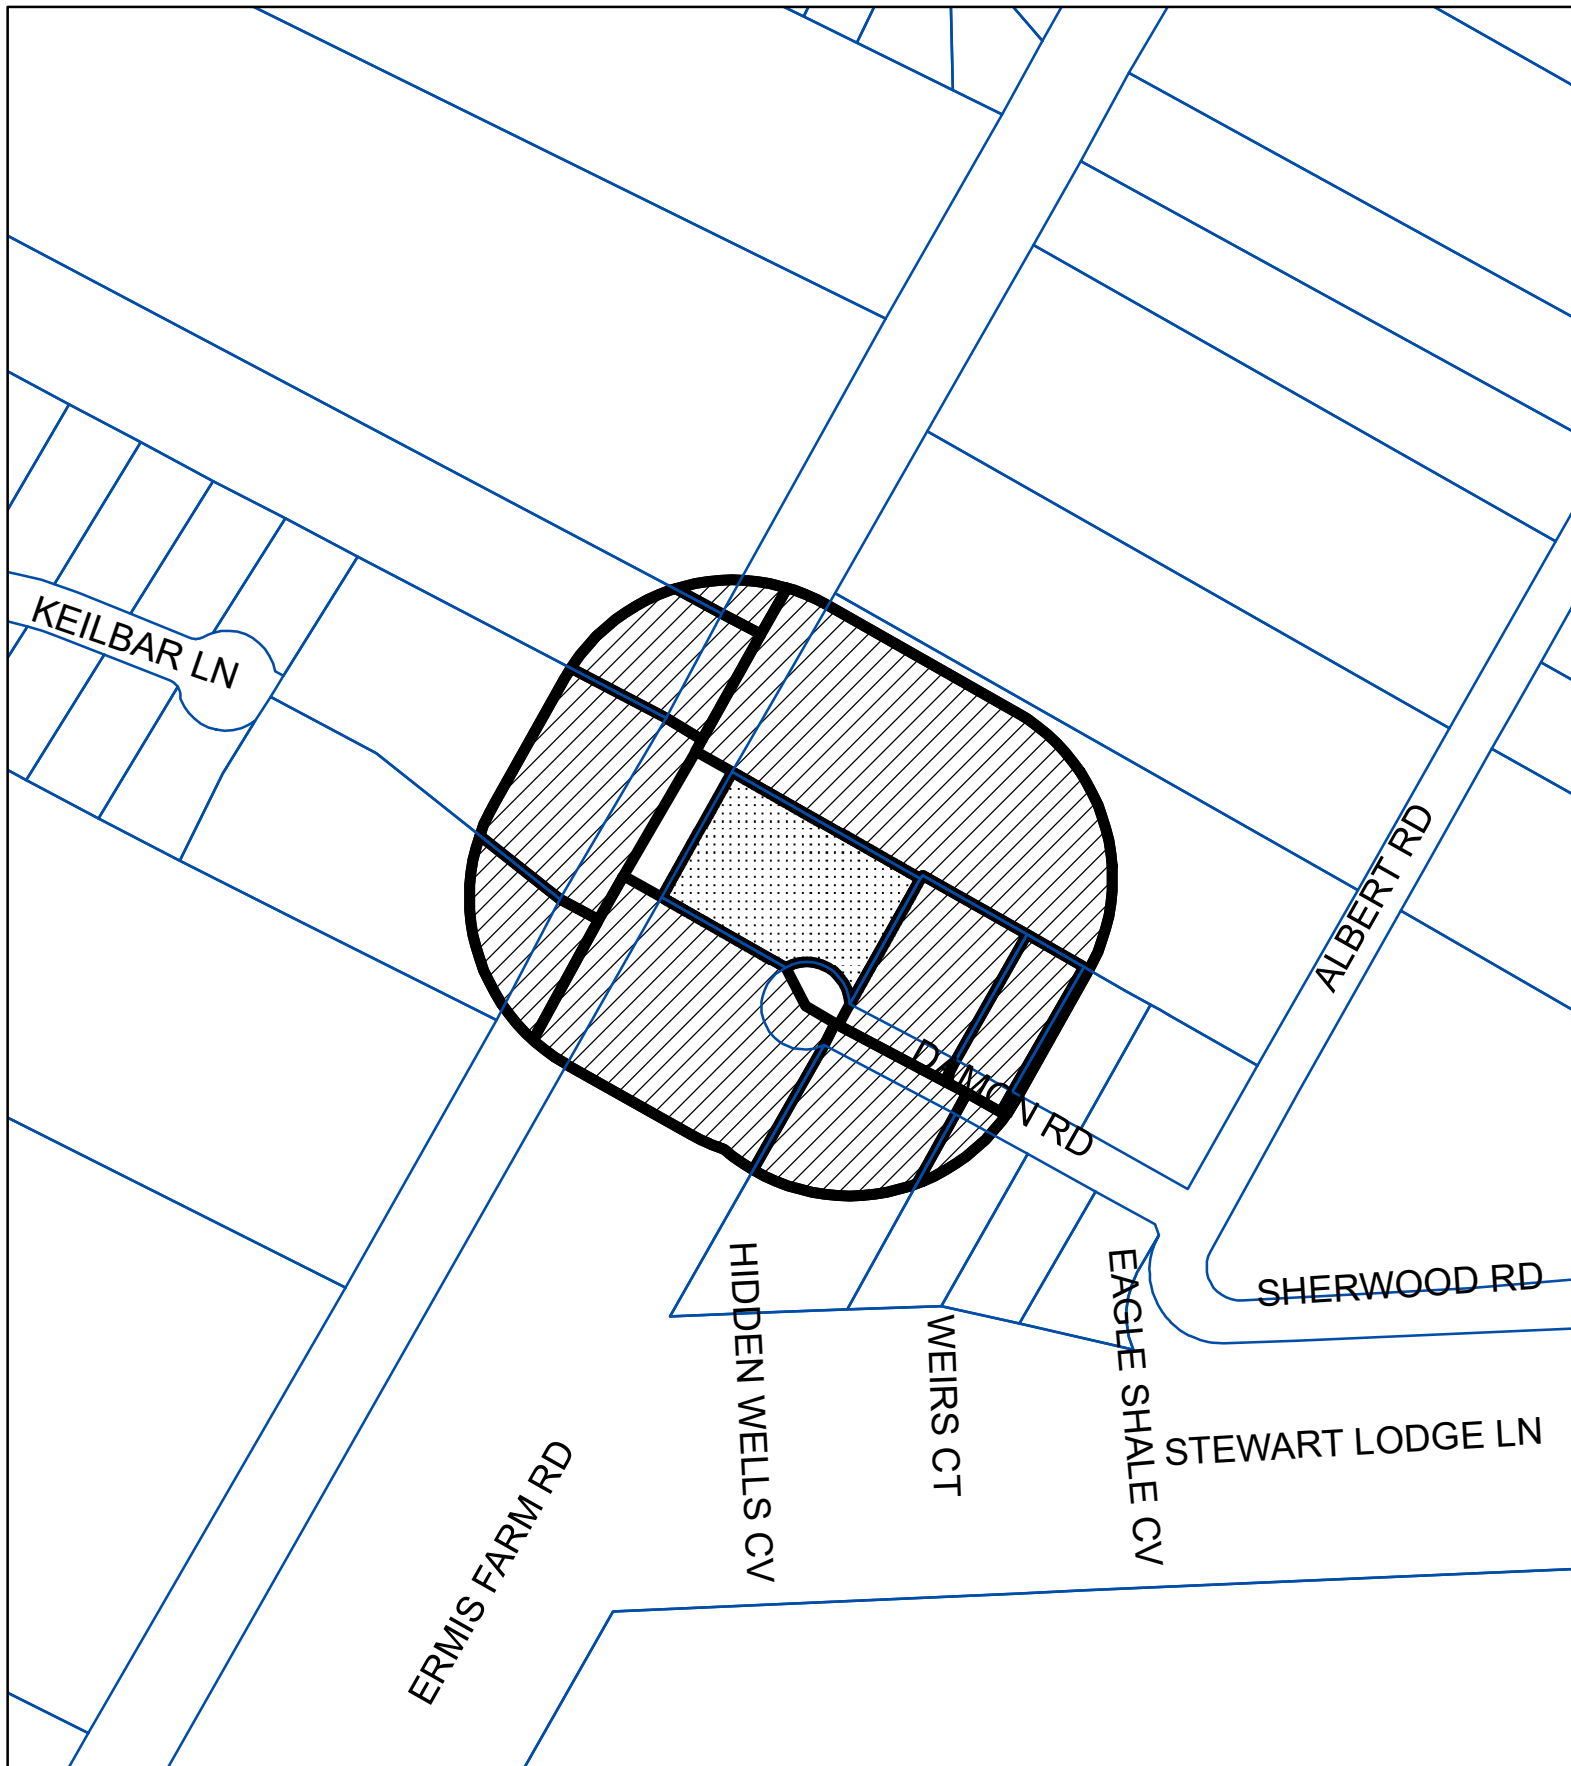 KEILBAR LN
ALBERT RD
DAMON RD
HIDDEN WELLS CV
EAGLE SHALE CV
SHERWOOD RD
WEIRS CT
STEWART LODGE LN
ERMIS FARM RD